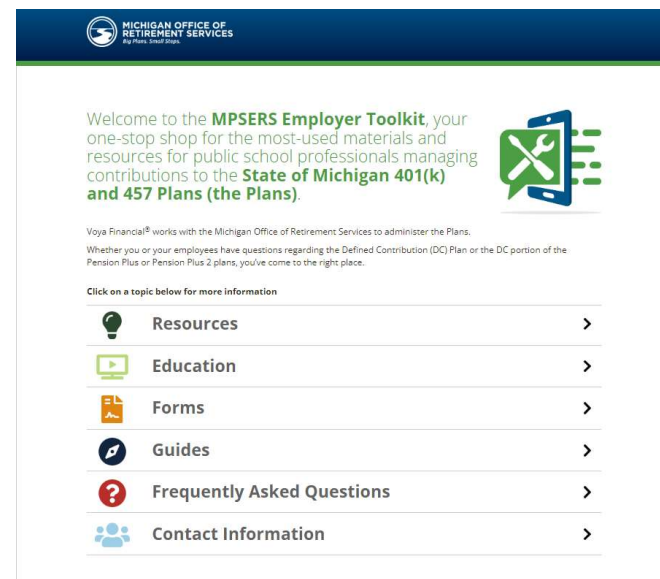 MICHIGAN OFFICE OF
RETIREMENT SERVICES
Big Plans. Small Steps.
Welcome to the MPSERS Employer Toolkit, your
one-stop shop for the most-used materials and
resources for public school professionals managing
contributions to the State of Michigan 401(k)
and 457 Plans (the Plans).
Voya Financial® works with the Michigan Office of Retirement Services to administer the Plans.
Whether you or your employees have questions regarding the Defined Contribution (DC) Plan or the DC portion of the
Pension Plus or Pension Plus 2 plans, you've come to the right place.
Click on a topic below for more information
Resources
Education
Forms
Guides
Frequently Asked Questions
Contact Information